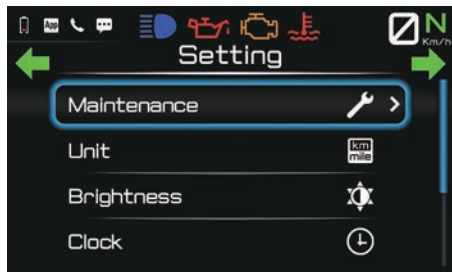 App N
Km/h
Setting
Maintenance
Unit
km
mile
Brightness
Clock